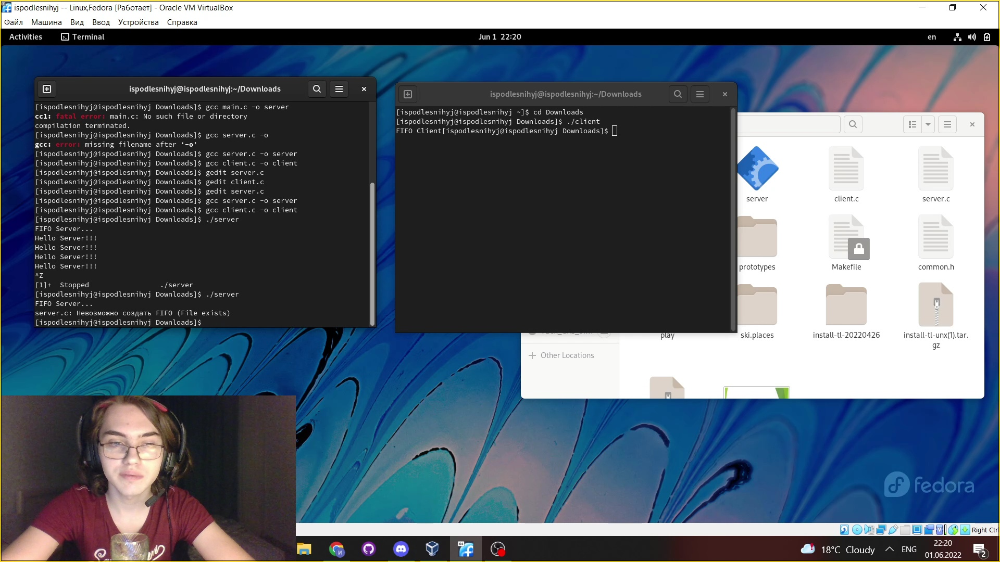 ispodlesnihyj -- Linux,Fedora [Работает] - Oracle VM VirtualBox
Файл Машина Вид Ввод Устройства Справка
Activities Terminal Jun 1 22:20 en
ispodlesnihyj@ispodlesnihyj:~/Downloads
[ispodlesnihyj@ispodlesnihyj Downloads]$ gcc main.c -o server
cc1: fatal error: main.c: No such file or directory
compilation terminated.
[ispodlesnihyj@ispodlesnihyj Downloads]$ gcc server.c -o
gcc: error: missing filename after ‘-o’
[ispodlesnihyj@ispodlesnihyj Downloads]$ gcc server.c -o server
[ispodlesnihyj@ispodlesnihyj Downloads]$ gcc client.c -o client
[ispodlesnihyj@ispodlesnihyj Downloads]$ gedit server.c
[ispodlesnihyj@ispodlesnihyj Downloads]$ gedit client.c
[ispodlesnihyj@ispodlesnihyj Downloads]$ gedit server.c
[ispodlesnihyj@ispodlesnihyj Downloads]$ gcc server.c -o server
[ispodlesnihyj@ispodlesnihyj Downloads]$ gcc client.c -o client
[ispodlesnihyj@ispodlesnihyj Downloads]$ ./server
FIFO Server...
Hello Server!!!
Hello Server!!!
Hello Server!!!
Hello Server!!!
^Z
[1]+ Stopped ./server
[ispodlesnihyj@ispodlesnihyj Downloads]$ ./server
FIFO Server...
server.c: Невозможно создать FIFO (File exists)
[ispodlesnihyj@ispodlesnihyj Downloads]$
ispodlesnihyj@ispodlesnihyj:~/Downloads
[ispodlesnihyj@ispodlesnihyj ~]$ cd Downloads
[ispodlesnihyj@ispodlesnihyj Downloads]$ ./client
FIFO Client[ispodlesnihyj@ispodlesnihyj Downloads]$
server client.c server.c
prototypes Makefile common.h
play ski.places install-tl-20220426 install-tl-unx(1).tar.
gz
Other Locations
fedora
Right Ctrl
64
18°C Cloudy ENG 22:20
01.06.2022
2